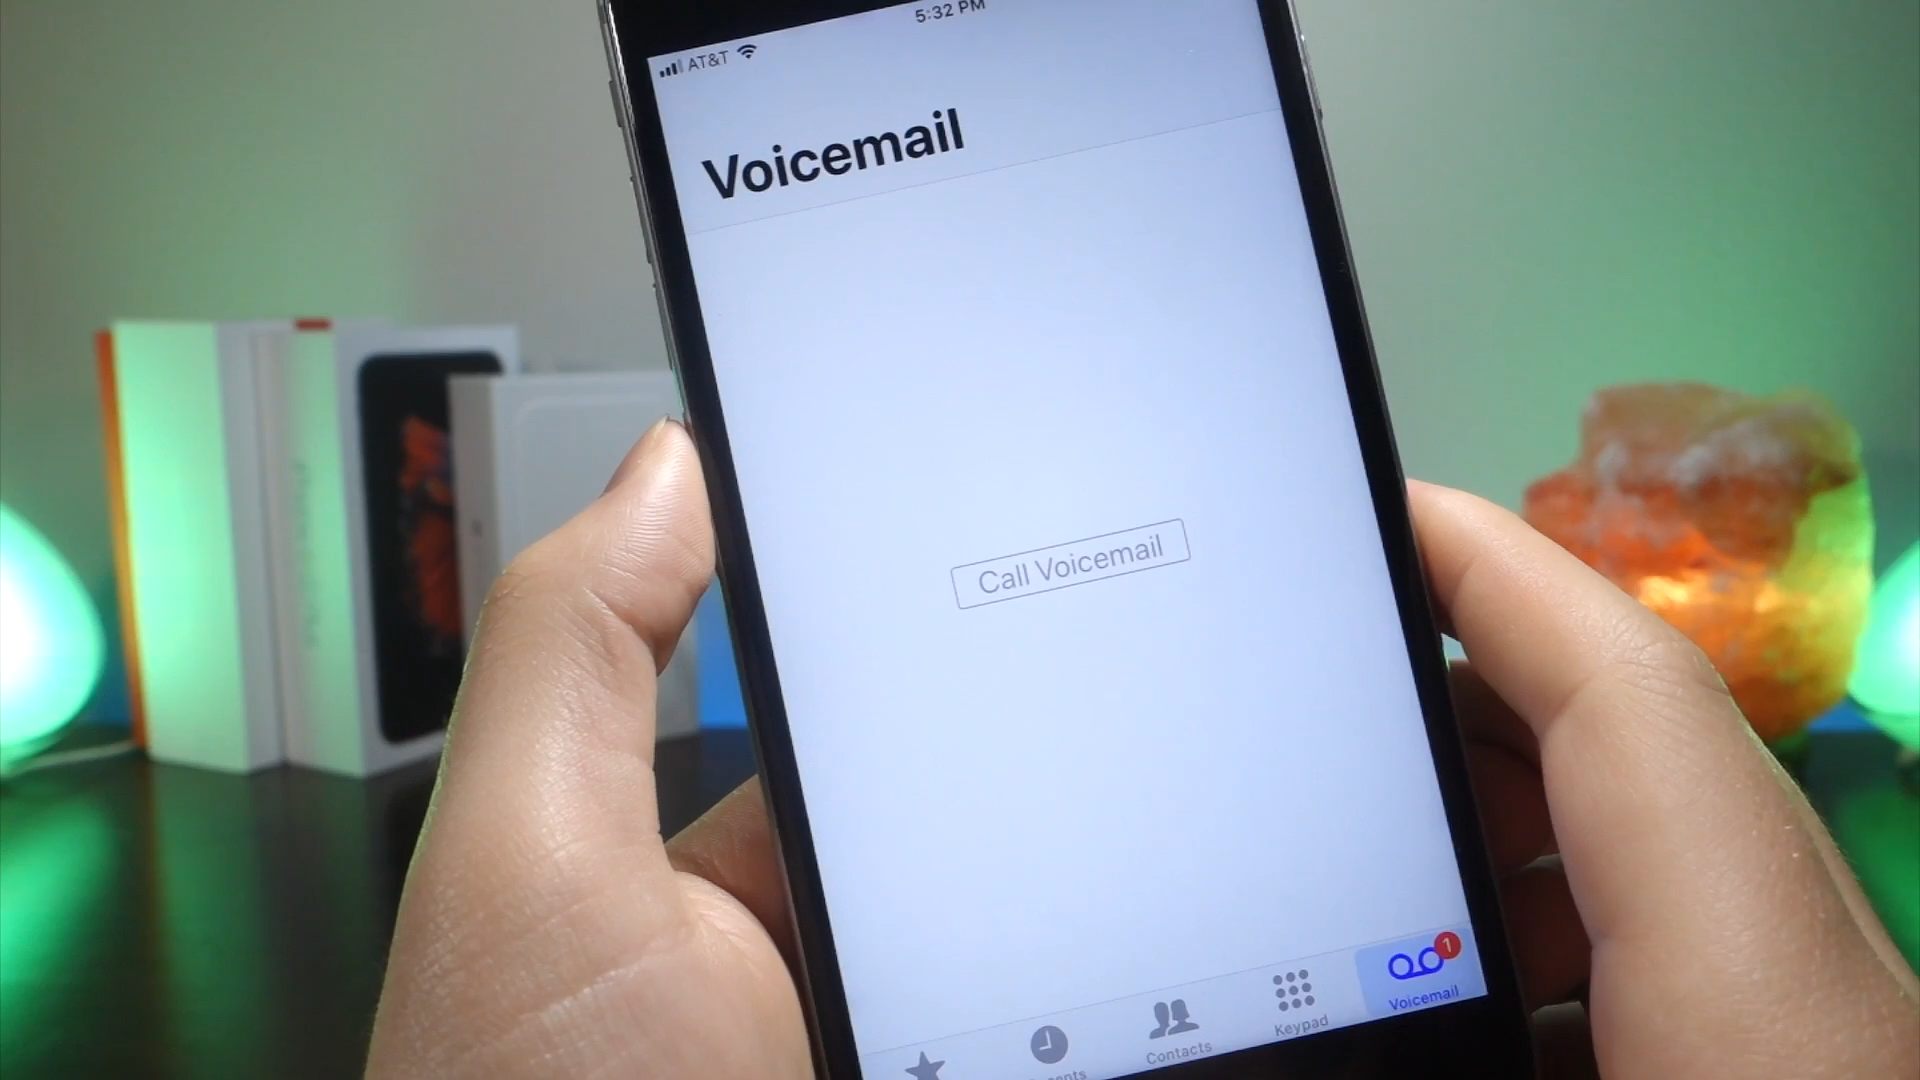 5:32 PM
AT&T
Voicemail
Call Voicemail
1
Contacts
Keypad
Voicemail